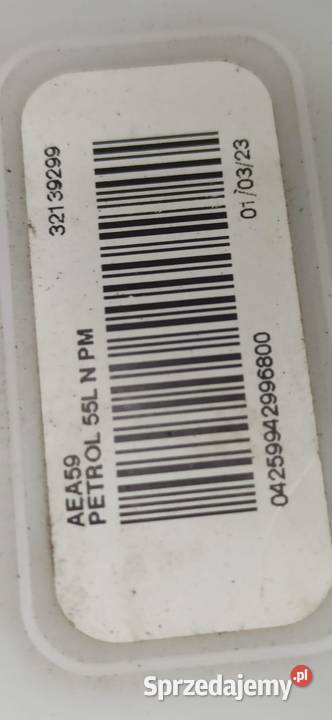 32139299
AEA59
PETROL 55L N PM
01/03/23
04259942996800
Sprzedajemy.pl